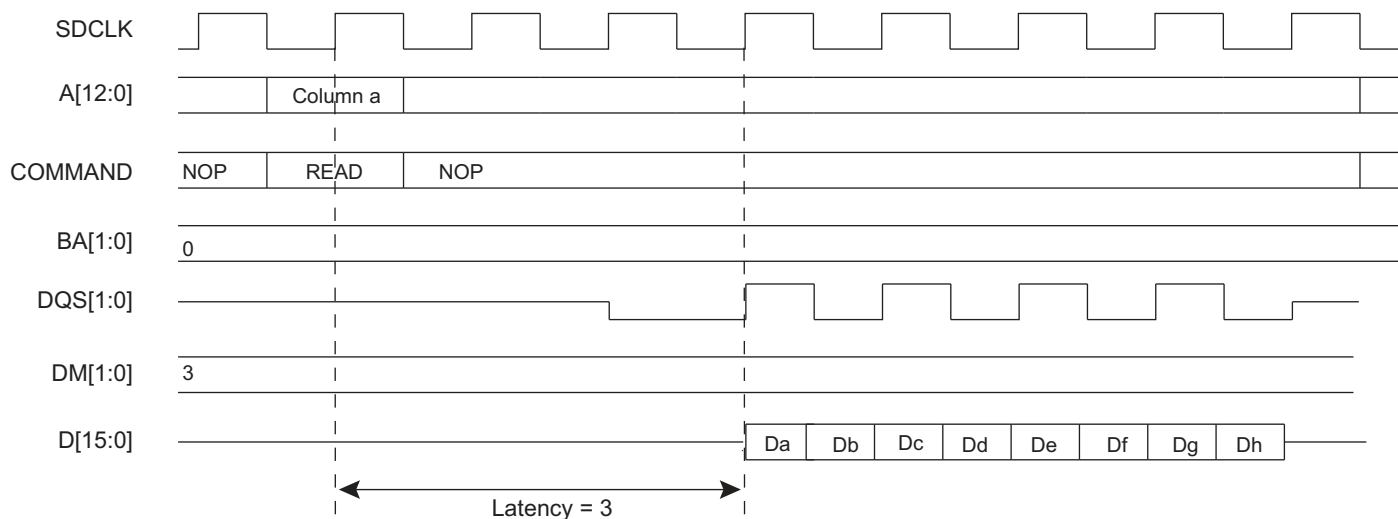 SDCLK
A[12:0] Column a
COMMAND NOP READ NOP
BA[1:0] 0
DQS[1:0]
DM[1:0] 3
D[15:0] Da Db Dc Dd De Df Dg Dh
Latency = 3